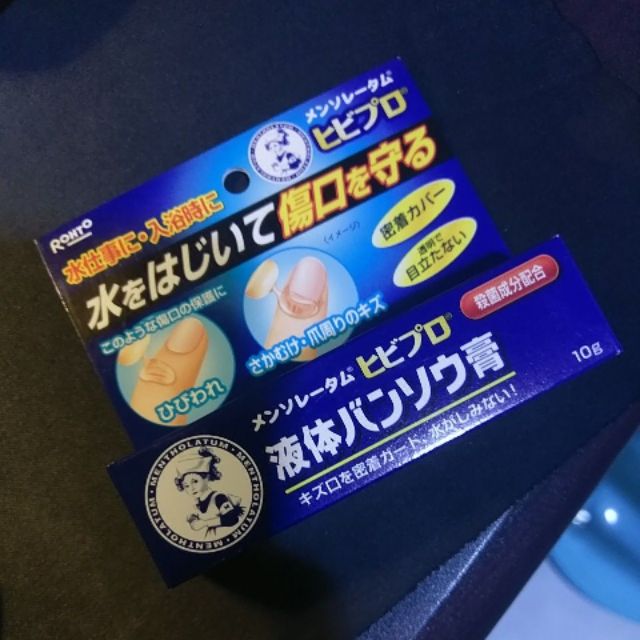 メンソレータム®
ヒビプロ®
ROHTO
水仕事に・入浴時に
水をはじいて傷口を守る
(イメージ)
密着カバー
透明で
目立たない
このような傷口の保護に
ひびわれ
さかむけ・爪周りのキズ
殺菌成分配合
メンソレータム® ヒビプロ®
液体バンソウ膏
10g
キズ口を密着ガード、水がしみない!
MENTHOLATUM・MENTHOLATUM・MENTHOLATUM・